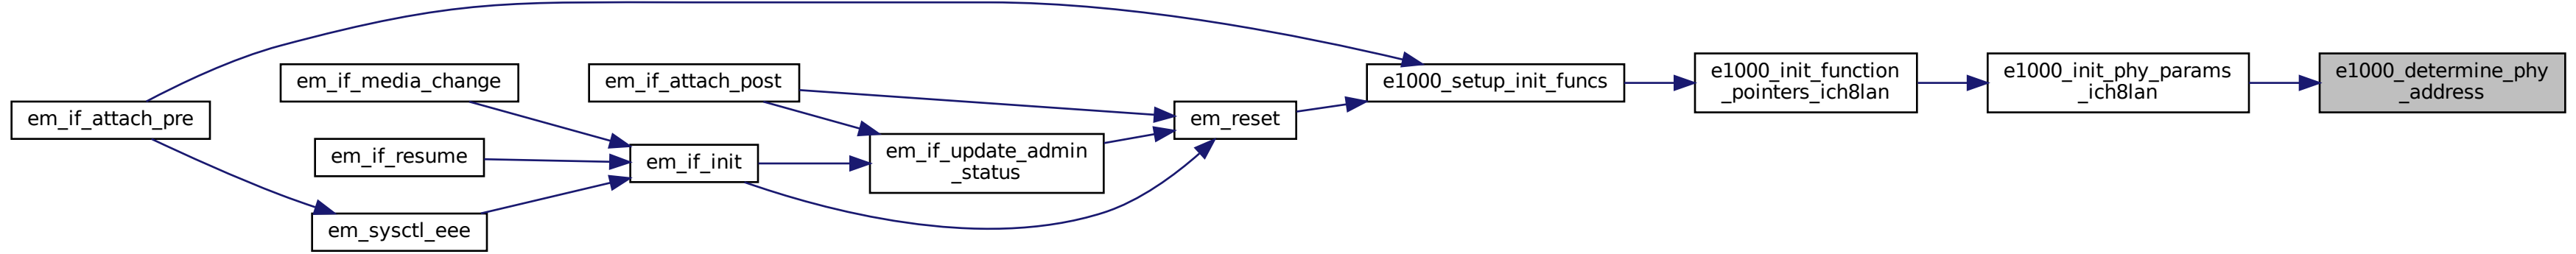 em_if_attach_pre
em_if_media_change
em_if_resume
em_sysctl_eee
em_if_attach_post
em_if_init
em_if_update_admin
_status
em_reset
e1000_setup_init_funcs
e1000_init_function
_pointers_ich8lan
e1000_init_phy_params
_ich8lan
e1000_determine_phy
_address